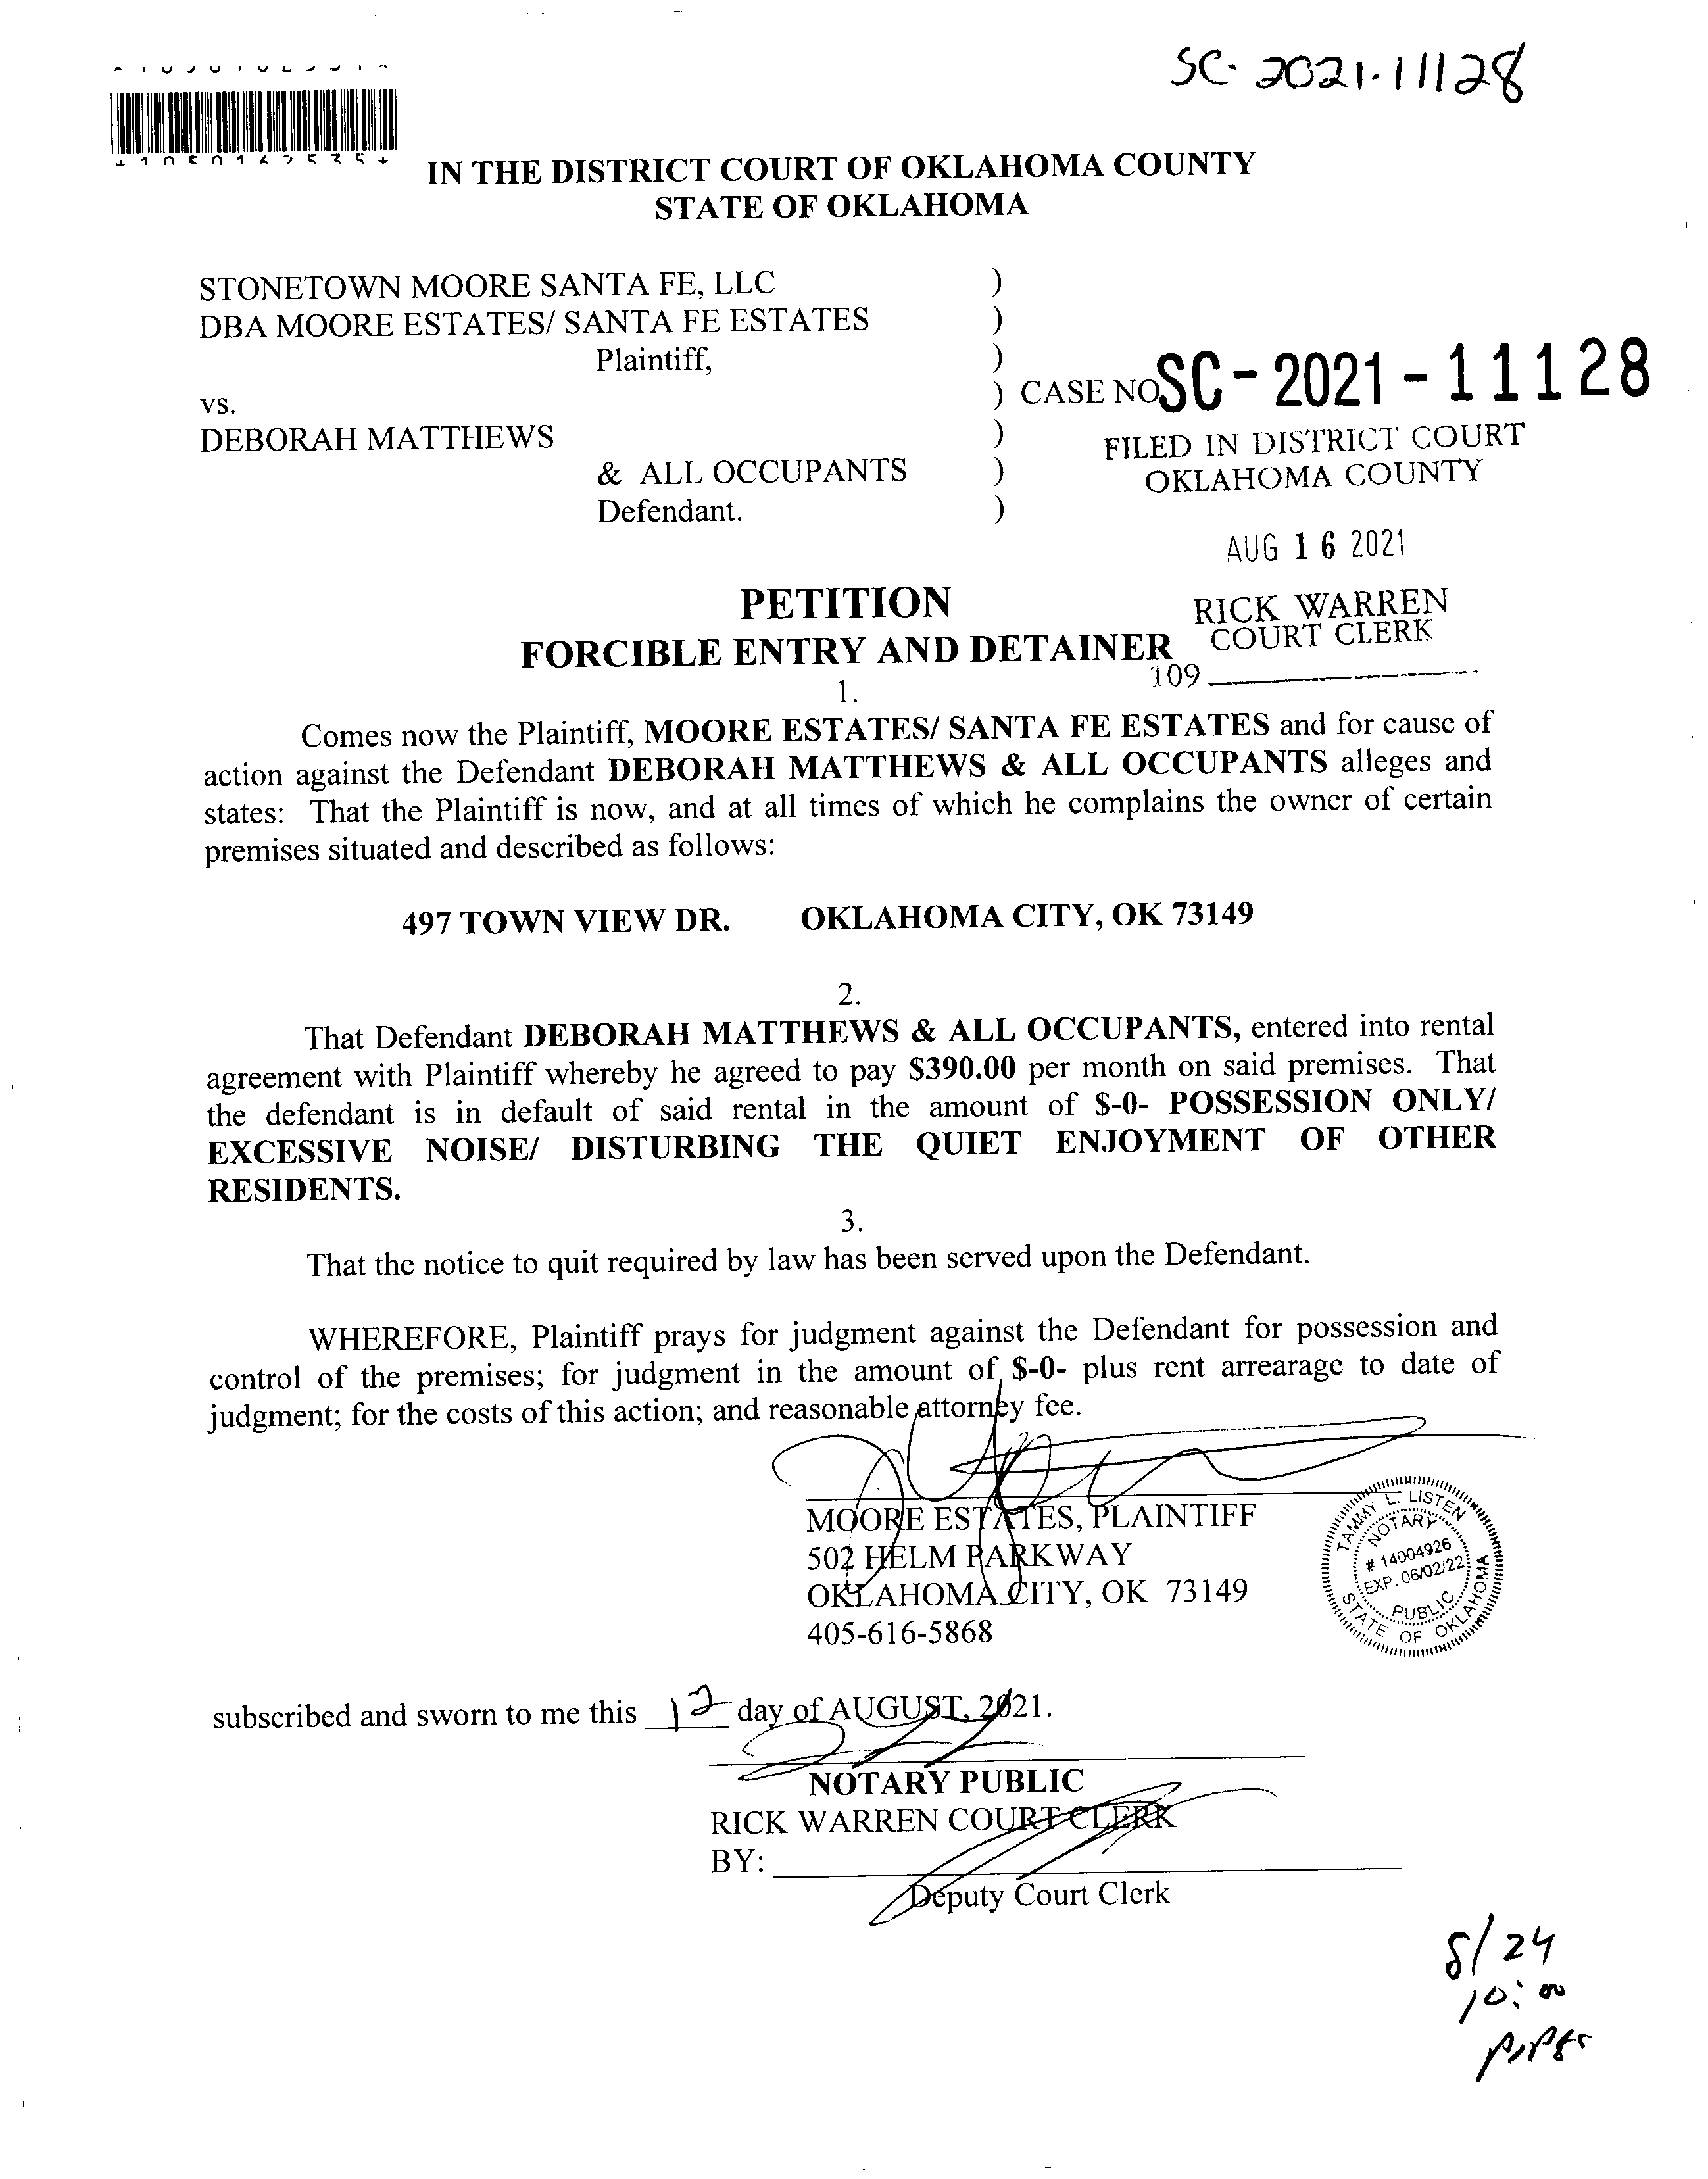 SC-2021-11128
IN THE DISTRICT COURT OF OKLAHOMA COUNTY
STATE OF OKLAHOMA
STONETOWN MOORE SANTA FE, LLC )
DBA MOORE ESTATES/ SANTA FE ESTATES )
Plaintiff, )
vs. ) CASE NO SC-2021-11128
DEBORAH MATTHEWS )
& ALL OCCUPANTS )
Defendant. )
FILED IN DISTRICT COURT
OKLAHOMA COUNTY
AUG 16 2021
RICK WARREN
COURT CLERK
109
PETITION
FORCIBLE ENTRY AND DETAINER
1.
Comes now the Plaintiff, MOORE ESTATES/ SANTA FE ESTATES and for cause of
action against the Defendant DEBORAH MATTHEWS & ALL OCCUPANTS alleges and
states: That the Plaintiff is now, and at all times of which he complains the owner of certain
premises situated and described as follows:
497 TOWN VIEW DR. OKLAHOMA CITY, OK 73149
2.
That Defendant DEBORAH MATTHEWS & ALL OCCUPANTS, entered into rental
agreement with Plaintiff whereby he agreed to pay $390.00 per month on said premises. That
the defendant is in default of said rental in the amount of $-0- POSSESSION ONLY/
EXCESSIVE NOISE/ DISTURBING THE QUIET ENJOYMENT OF OTHER
RESIDENTS.
3.
That the notice to quit required by law has been served upon the Defendant.
WHEREFORE, Plaintiff prays for judgment against the Defendant for possession and
control of the premises; for judgment in the amount of $-0- plus rent arrearage to date of
judgment; for the costs of this action; and reasonable attorney fee.
MOORE ESTATES, PLAINTIFF
502 HELM PARKWAY
OKLAHOMA CITY, OK 73149
405-616-5868
TAMMY L. LISTEN
NOTARY
# 14004926
EXP. 06/02/22
PUBLIC
STATE OF OKLAHOMA
subscribed and sworn to me this 12 day of AUGUST, 2021.
NOTARY PUBLIC
RICK WARREN COURT CLERK
BY:
Deputy Court Clerk
8/24
10:00